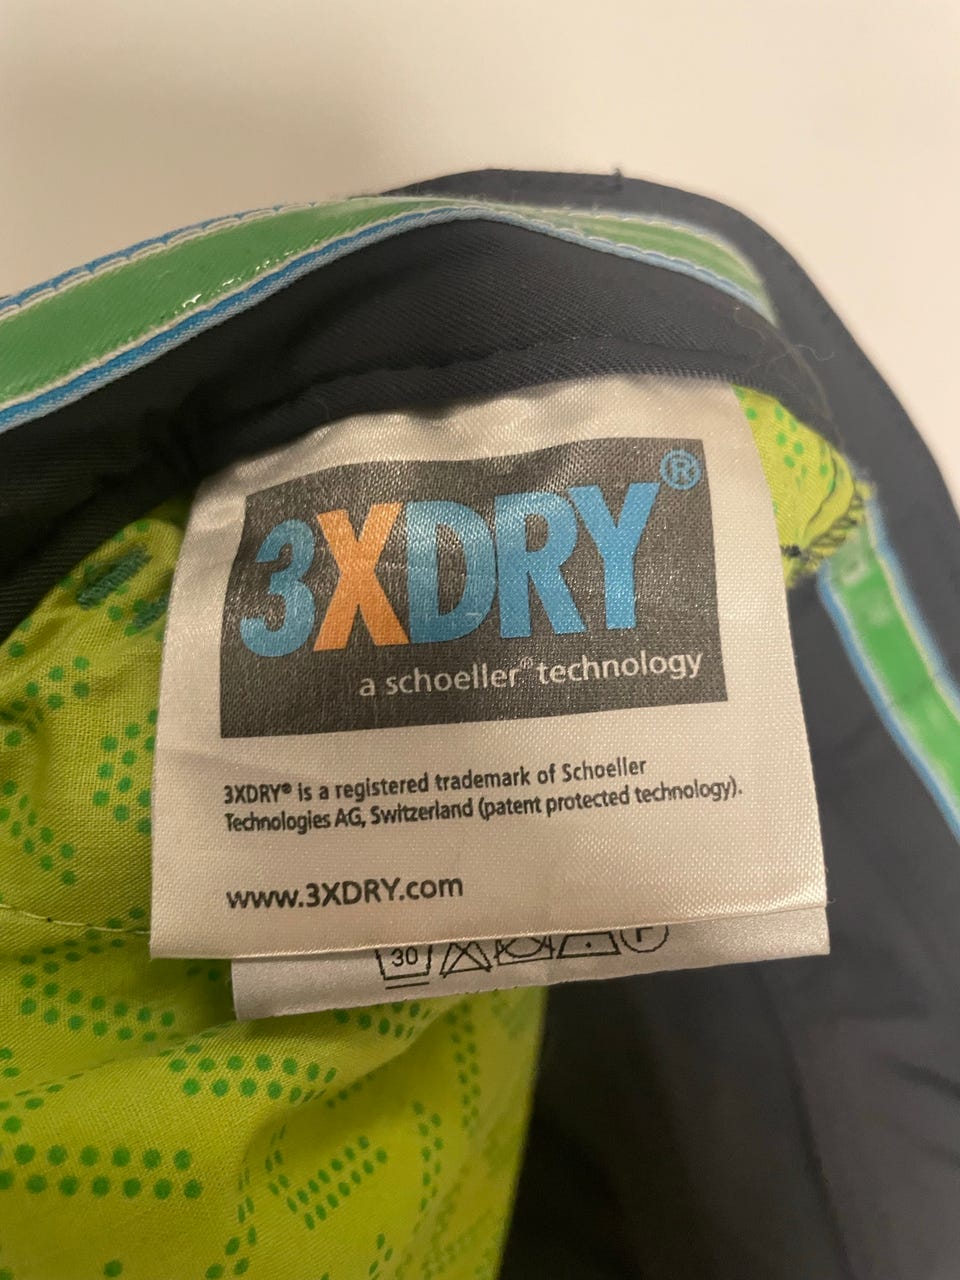 3XDRY®
a schoeller® technology
3XDRY® is a registered trademark of Schoeller
Technologies AG, Switzerland (patent protected technology).
www.3XDRY.com
30
P